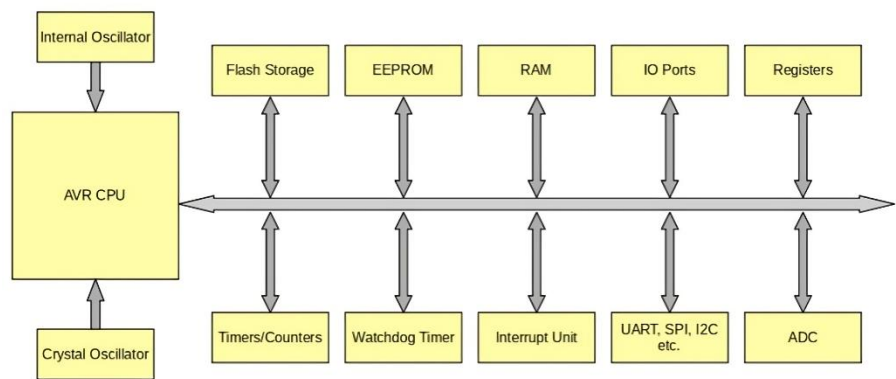 Internal Oscillator
Flash Storage
EEPROM
RAM
IO Ports
Registers
AVR CPU
Timers/Counters
Watchdog Timer
Interrupt Unit
UART, SPI, I2C
etc.
ADC
Crystal Oscillator